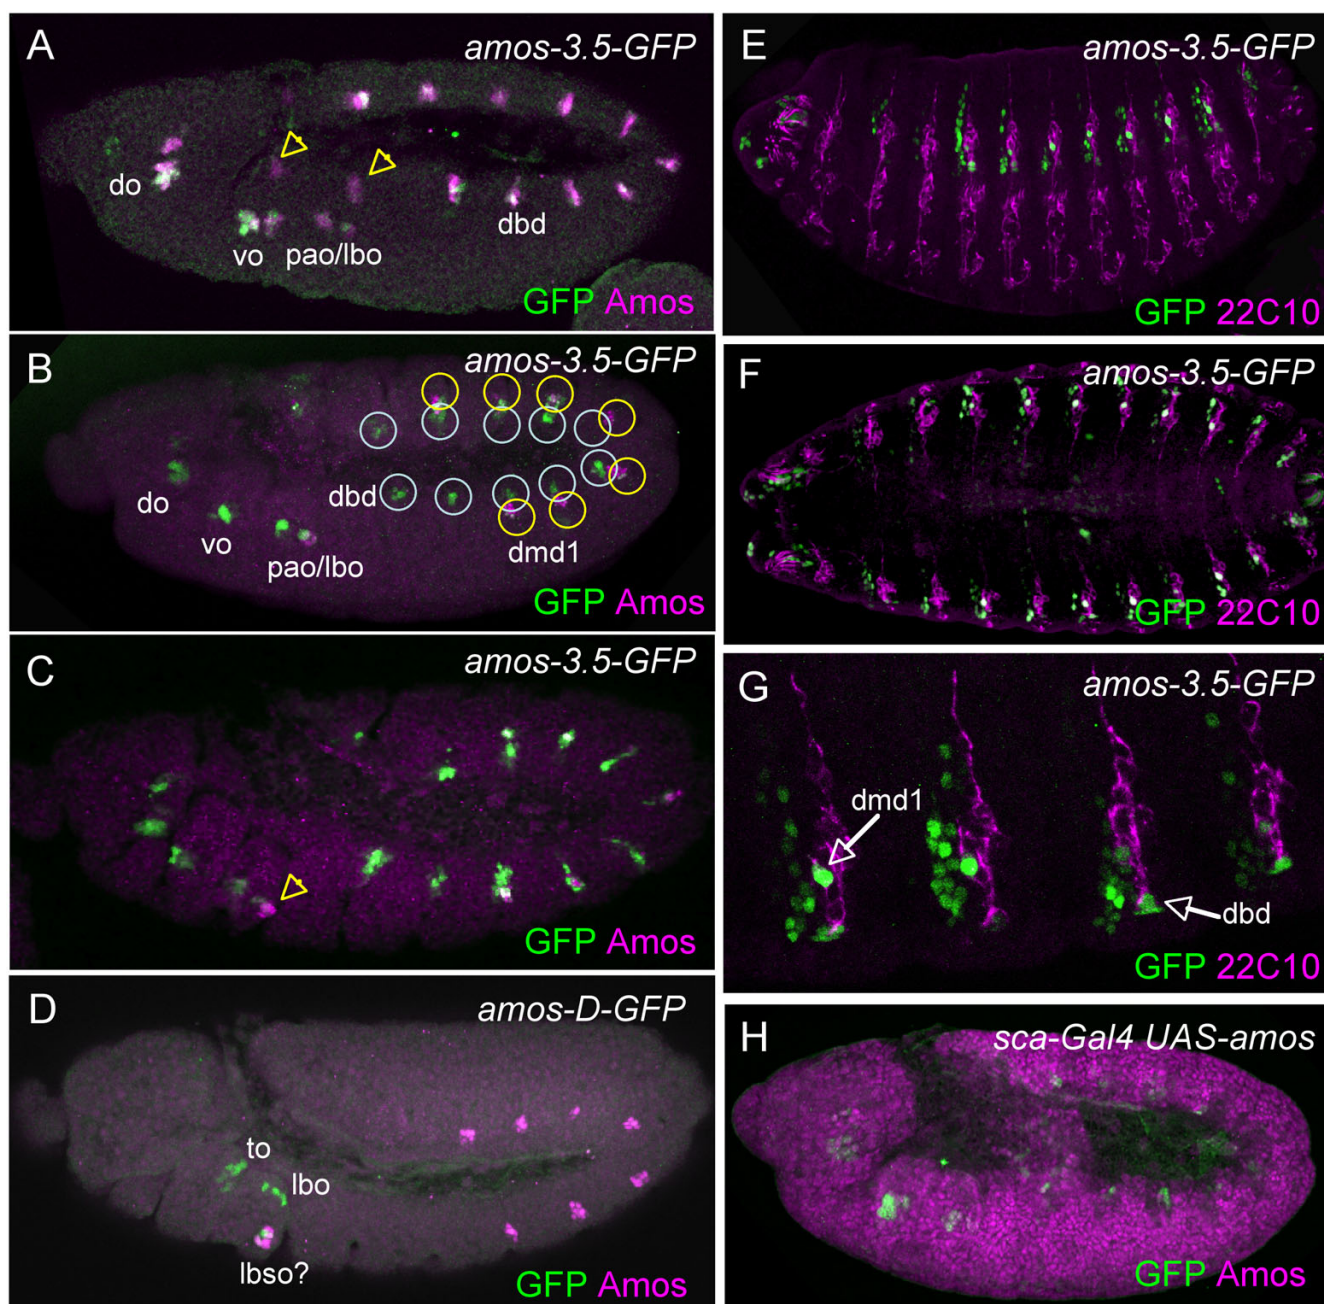 A
amos-3.5-GFP
do
vo
pao/lbo
dbd
GFP Amos
B
amos-3.5-GFP
do
vo
pao/lbo
dbd
dmd1
GFP Amos
C
amos-3.5-GFP
GFP Amos
D
amos-D-GFP
to
lbo
lbso?
GFP Amos
E
amos-3.5-GFP
GFP 22C10
F
amos-3.5-GFP
GFP 22C10
G
amos-3.5-GFP
dmd1
dbd
GFP 22C10
H
sca-Gal4 UAS-amos
GFP Amos